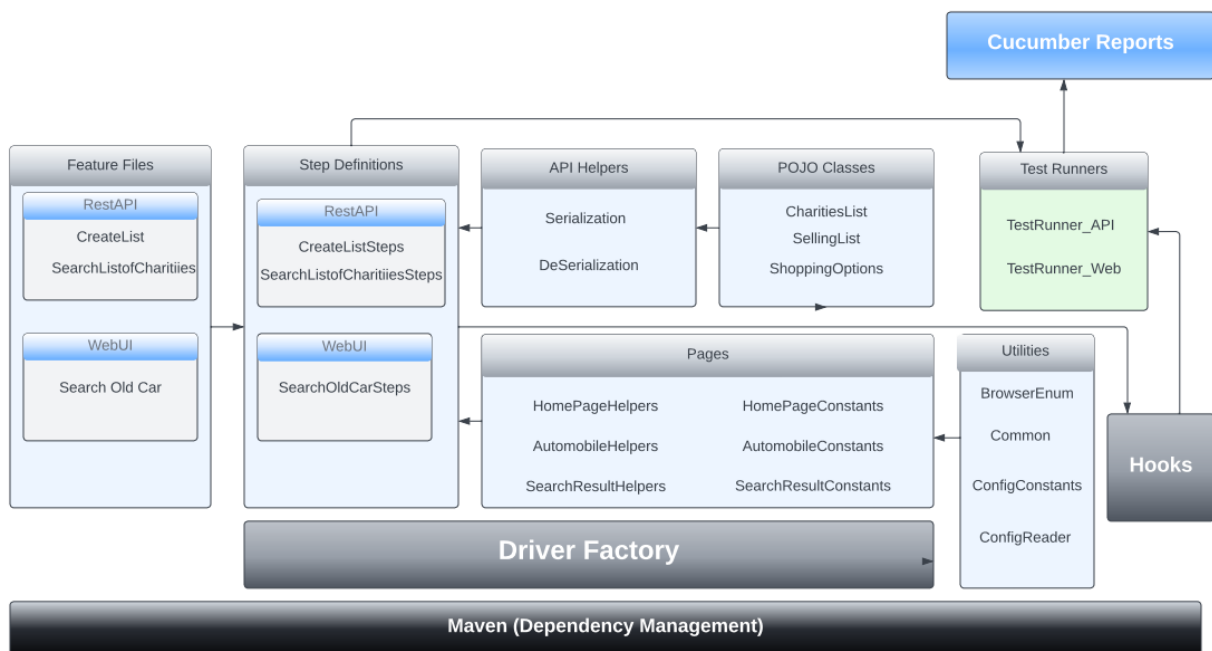 Cucumber Reports
Feature Files
RestAPI
CreateList
SearchListofCharitiies
WebUI
Search Old Car
Step Definitions
RestAPI
CreateListSteps
SearchListofCharitiiesSteps
WebUI
SearchOldCarSteps
API Helpers
Serialization
DeSerialization
POJO Classes
CharitiesList
SellingList
ShoppingOptions
Test Runners
TestRunner_API
TestRunner_Web
Pages
HomePageHelpers
HomePageConstants
AutomobileHelpers
AutomobileConstants
SearchResultHelpers
SearchResultConstants
Utilities
BrowserEnum
Common
ConfigConstants
ConfigReader
Hooks
Driver Factory
Maven (Dependency Management)